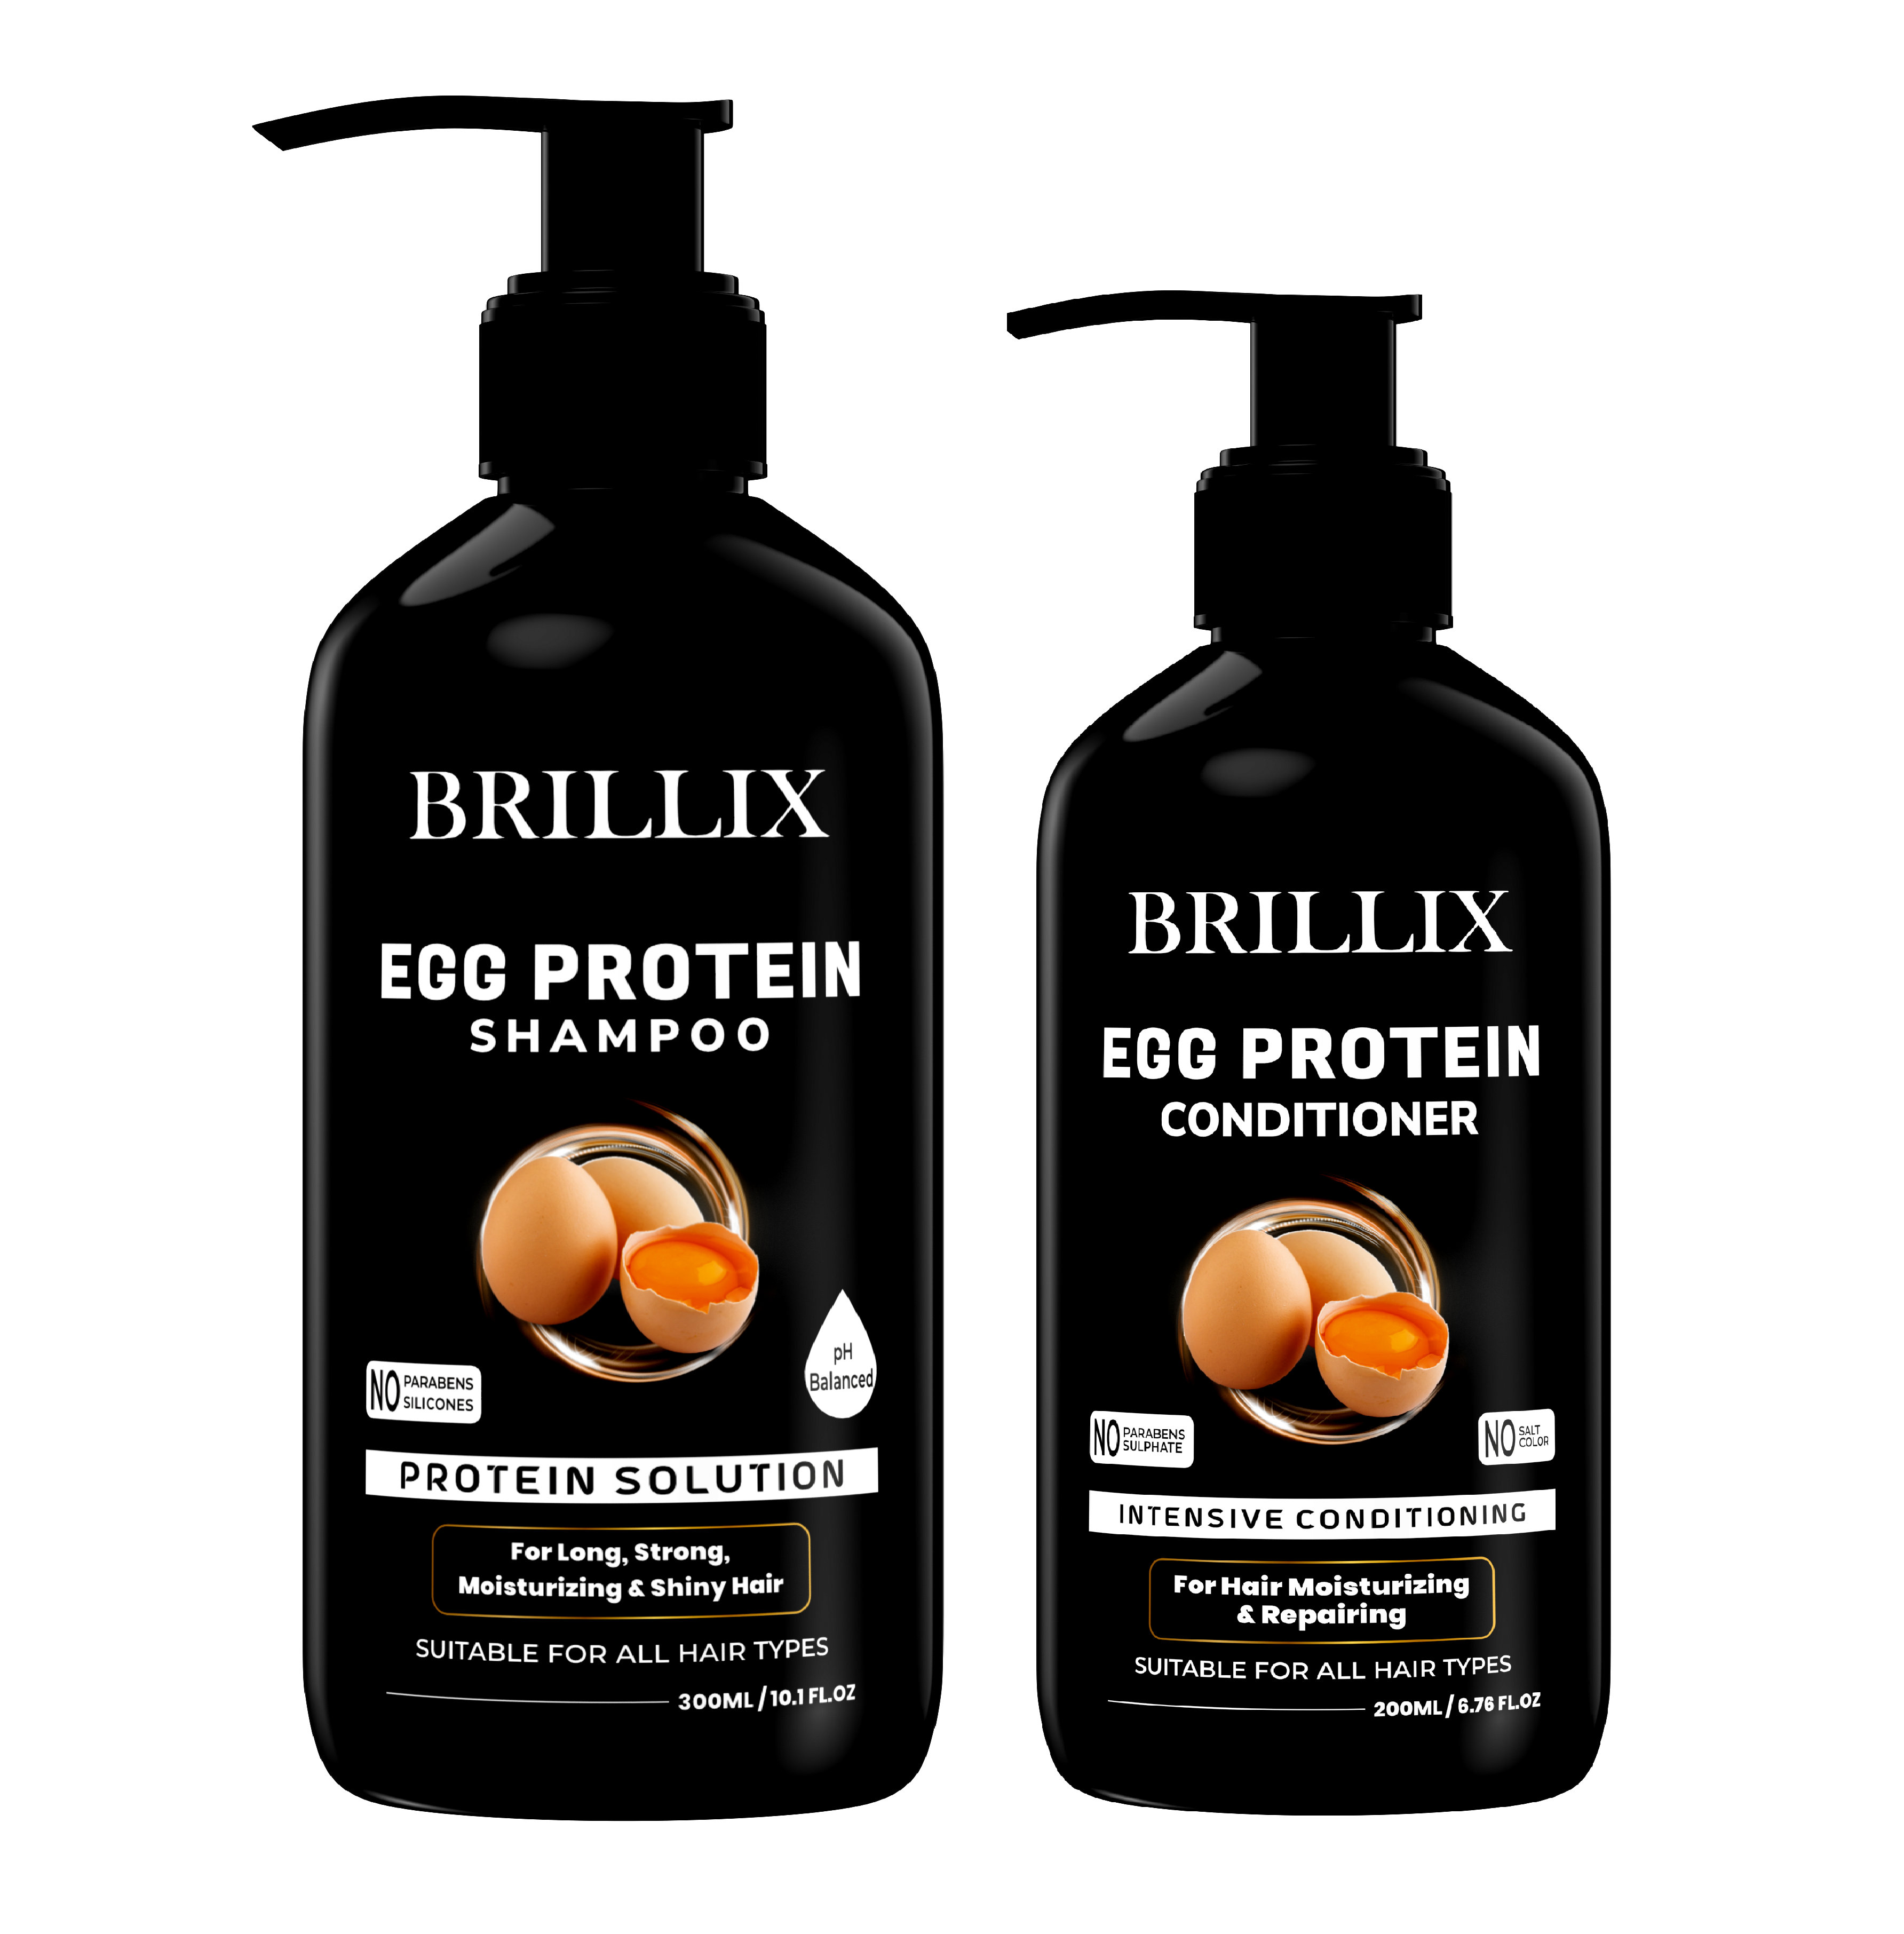 BRILLIX
EGG PROTEIN
SHAMPOO
NO PARABENS
SILICONES
pH
Balanced
PROTEIN SOLUTION
For Long, Strong,
Moisturizing & Shiny Hair
SUITABLE FOR ALL HAIR TYPES
300ML / 10.1 FL.OZ
BRILLIX
EGG PROTEIN
CONDITIONER
NO PARABENS
SULPHATE
NO SALT
COLOR
INTENSIVE CONDITIONING
For Hair Moisturizing
& Repairing
SUITABLE FOR ALL HAIR TYPES
200ML / 6.76 FL.OZ